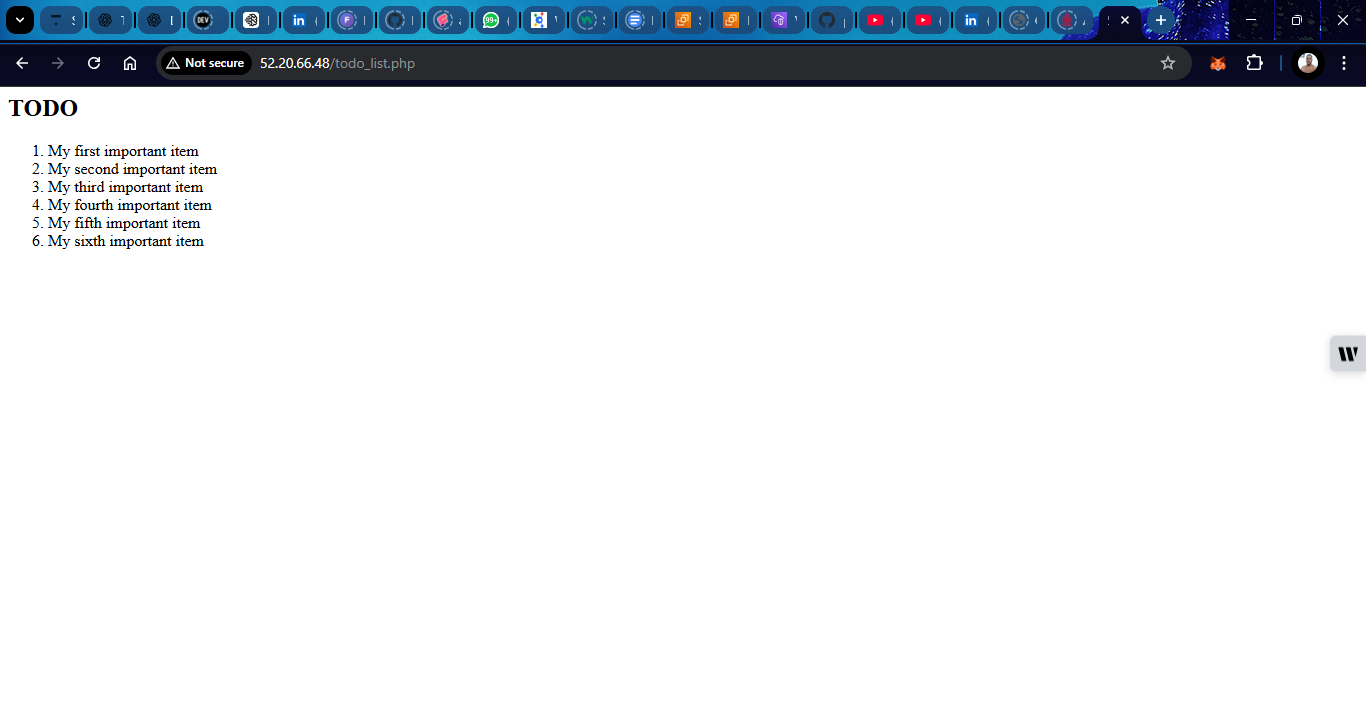 DEV
99+
Not secure
52.20.66.48/todo_list.php
TODO
1. My first important item
2. My second important item
3. My third important item
4. My fourth important item
5. My fifth important item
6. My sixth important item
W